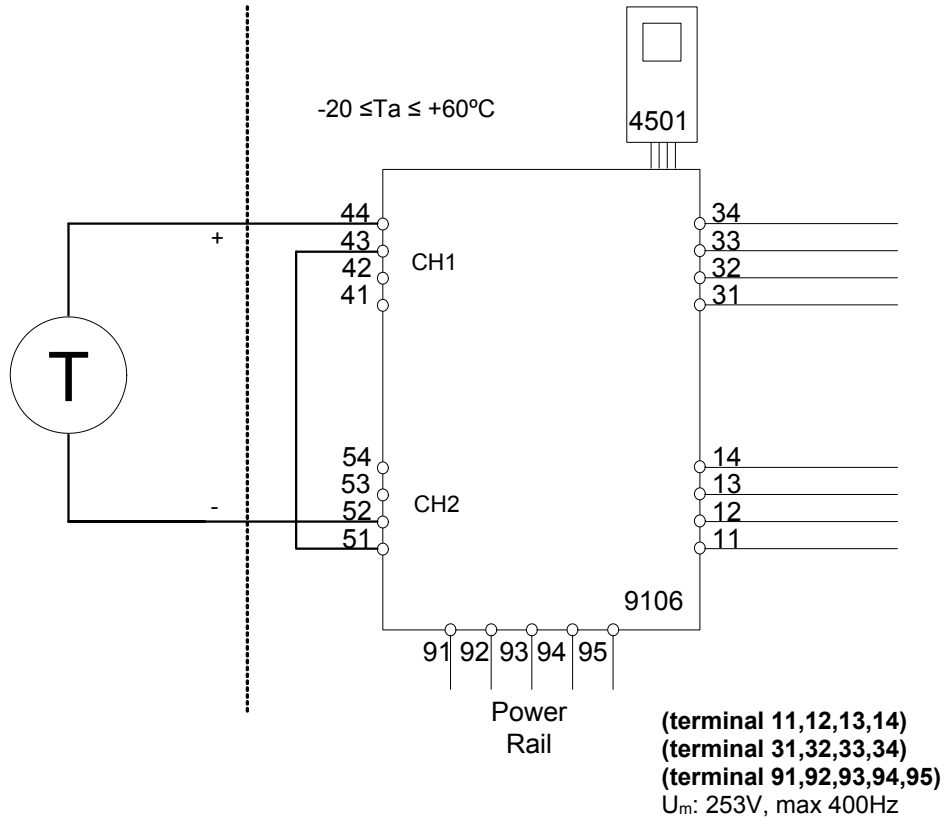 4501
-20 ≤Ta ≤ +60ºC
44
+
43
CH1
42
41
34
33
32
31
T
54
53
CH2
-
52
51
14
13
12
11
9106
91 92 93 94 95
Power
Rail
(terminal 11,12,13,14)
(terminal 31,32,33,34)
(terminal 91,92,93,94,95)
Um: 253V, max 400Hz